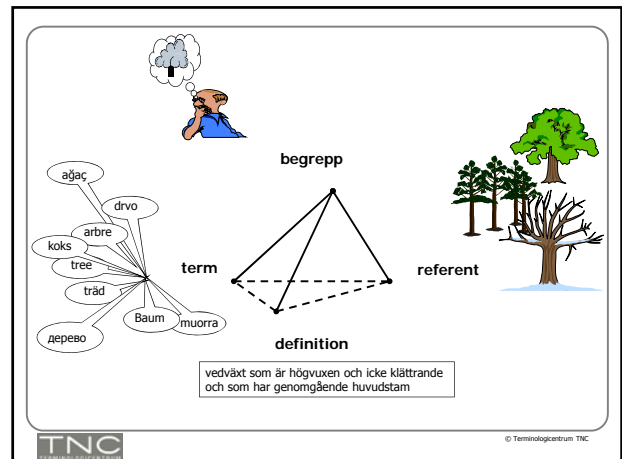 begrepp
ağaç
drvo
arbre
koks
tree
term
referent
träd
Baum
muorra
дерево
definition
vedväxt som är högvuxen och icke klättrande
och som har genomgående huvudstam
TNC
TERMINOLOGICENTRUM
© Terminologicentrum TNC